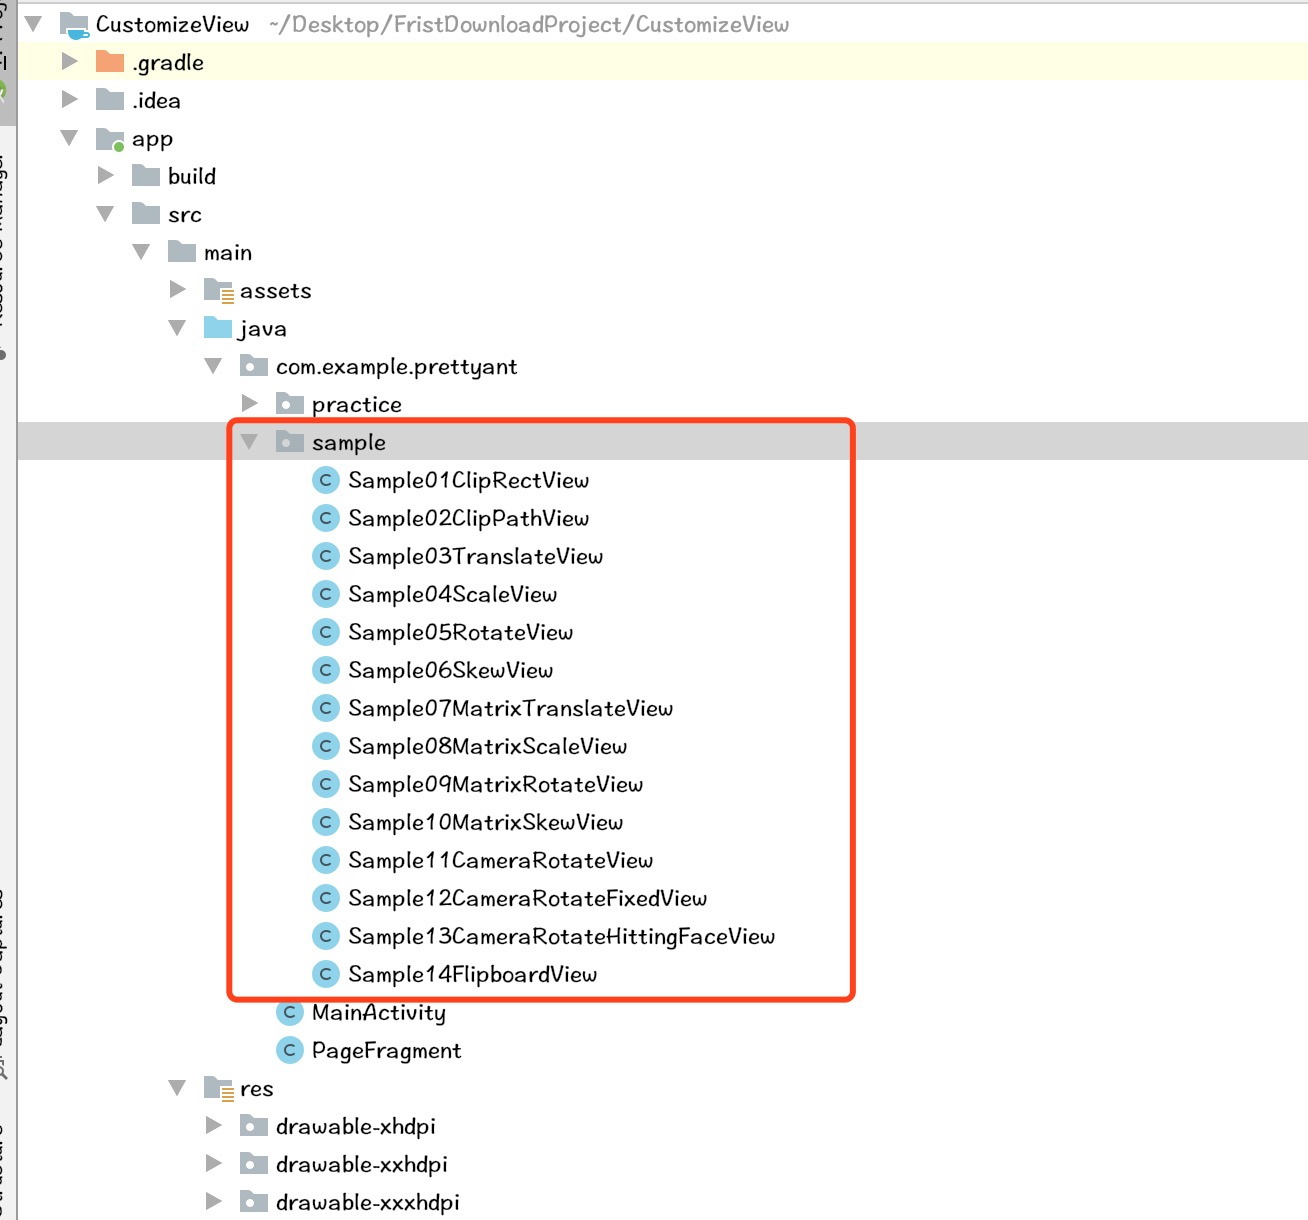 CustomizeView ~/Desktop/FristDownloadProject/CustomizeView
.gradle
.idea
app
build
src
main
assets
java
com.example.prettyant
practice
sample
C Sample01ClipRectView
C Sample02ClipPathView
C Sample03TranslateView
C Sample04ScaleView
C Sample05RotateView
C Sample06SkewView
C Sample07MatrixTranslateView
C Sample08MatrixScaleView
C Sample09MatrixRotateView
C Sample10MatrixSkewView
C Sample11CameraRotateView
C Sample12CameraRotateFixedView
C Sample13CameraRotateHittingFaceView
C Sample14FlipboardView
C MainActivity
C PageFragment
res
drawable-xhdpi
drawable-xxhdpi
drawable-xxxhdpi